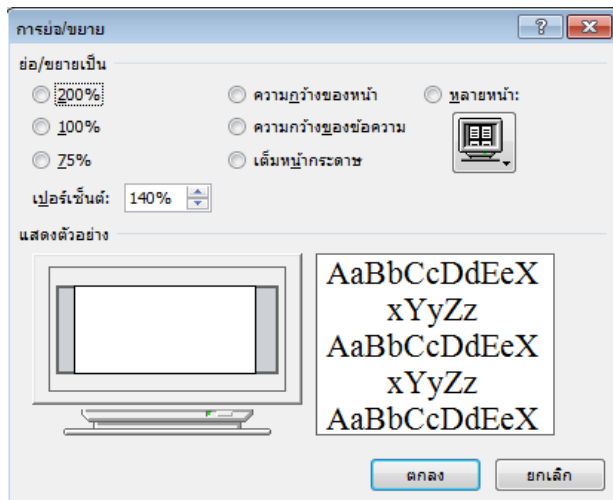 การย่อ/ขยาย
ย่อ/ขยายเป็น
200% ความกว้างของหน้า หลายหน้า:
100% ความกว้างของข้อความ
75% เต็มหน้ากระดาษ
เปอร์เซ็นต์: 140%
แสดงตัวอย่าง
AaBbCcDdEeX
xYyZz
AaBbCcDdEeX
xYyZz
AaBbCcDdEeX
ตกลง ยกเลิก